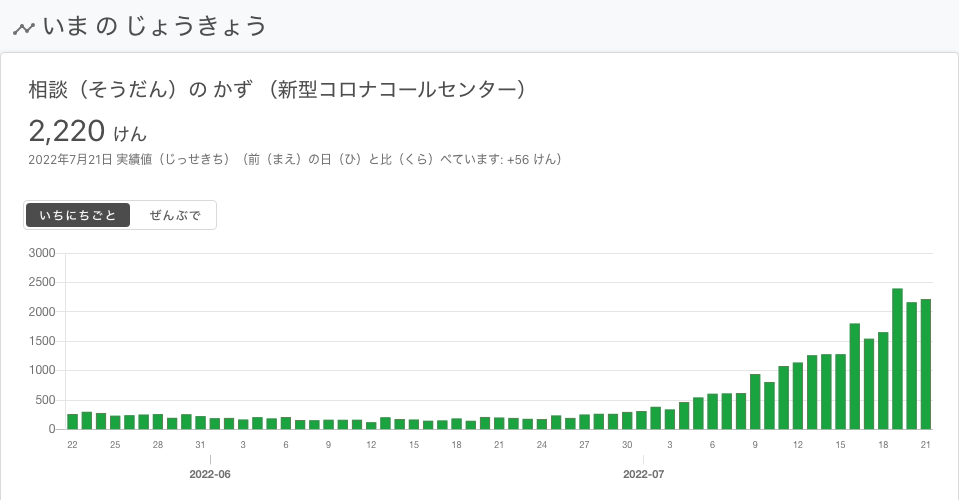 いま の じょうきょう
相談（そうだん）の かず （新型コロナコールセンター）
2,220 けん
2022年7月21日 実績値（じっせきち）（前（まえ）の日（ひ）と比（くら）べています: +56 けん）
いちにちごと ぜんぶで
3000
2500
2000
1500
1000
500
0
22 25 28 31 3 6 9 12 15 18 21 24 27 30 3 6 9 12 15 18 21
2022-06 2022-07